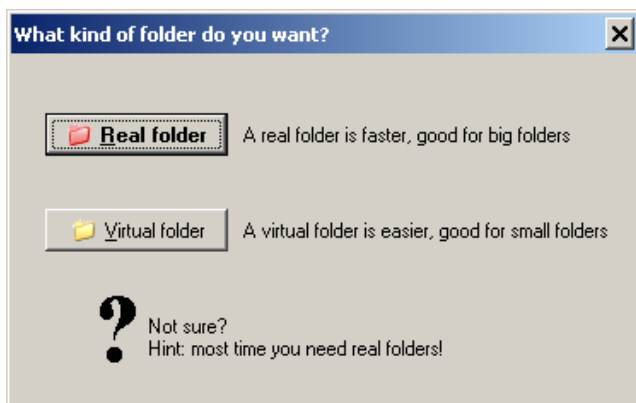 What kind of folder do you want?
Real folder A real folder is faster, good for big folders
Virtual folder A virtual folder is easier, good for small folders
Not sure?
Hint: most time you need real folders!